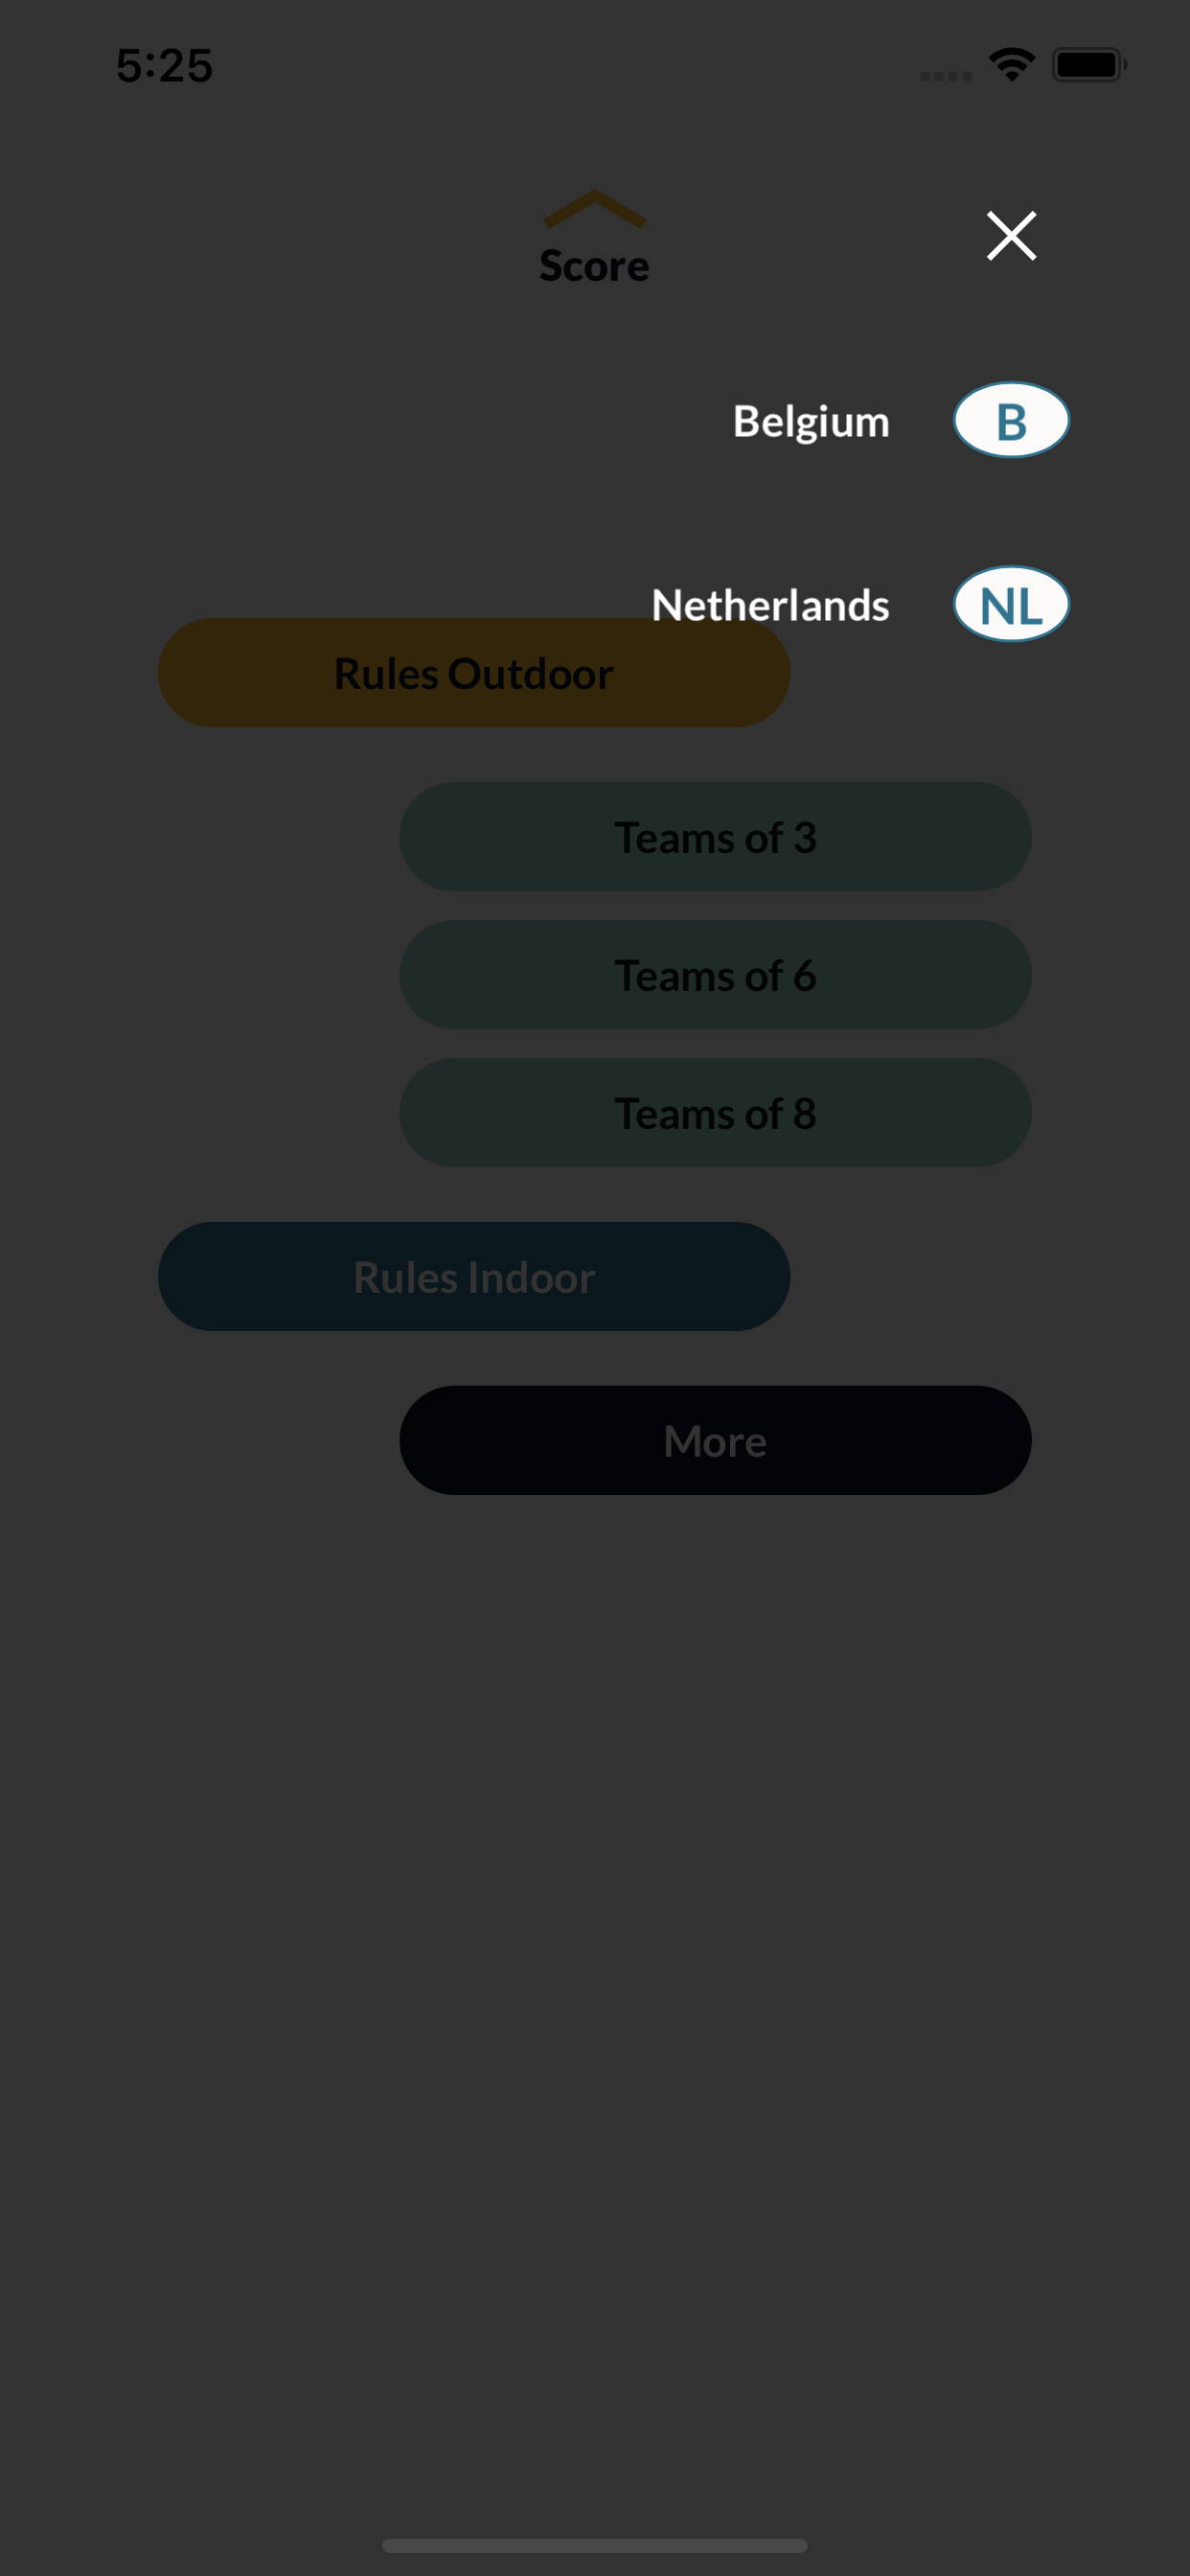 5:25
Score
Belgium B
Netherlands NL
Rules Outdoor
Teams of 3
Teams of 6
Teams of 8
Rules Indoor
More